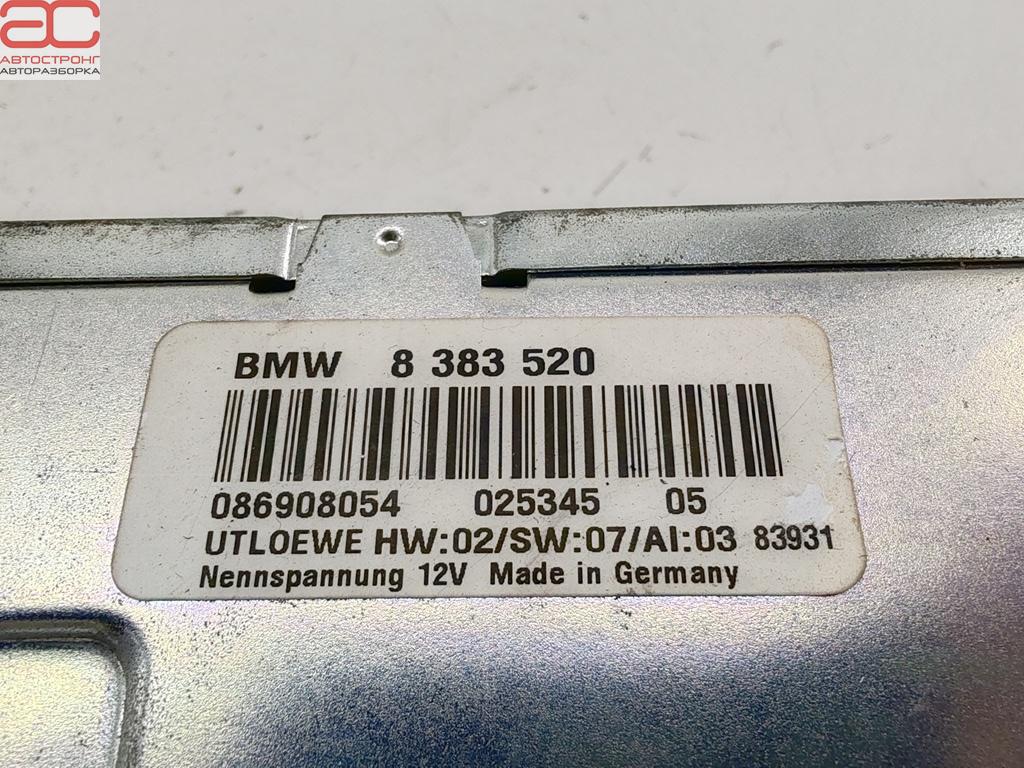 AC
АВТОСТРОНГ
АВТОРАЗБОРКА
BMW 8 383 520
086908054 025345 05
UTLOEWE HW:02/SW:07/AI:03 83931
Nennspannung 12V Made in Germany